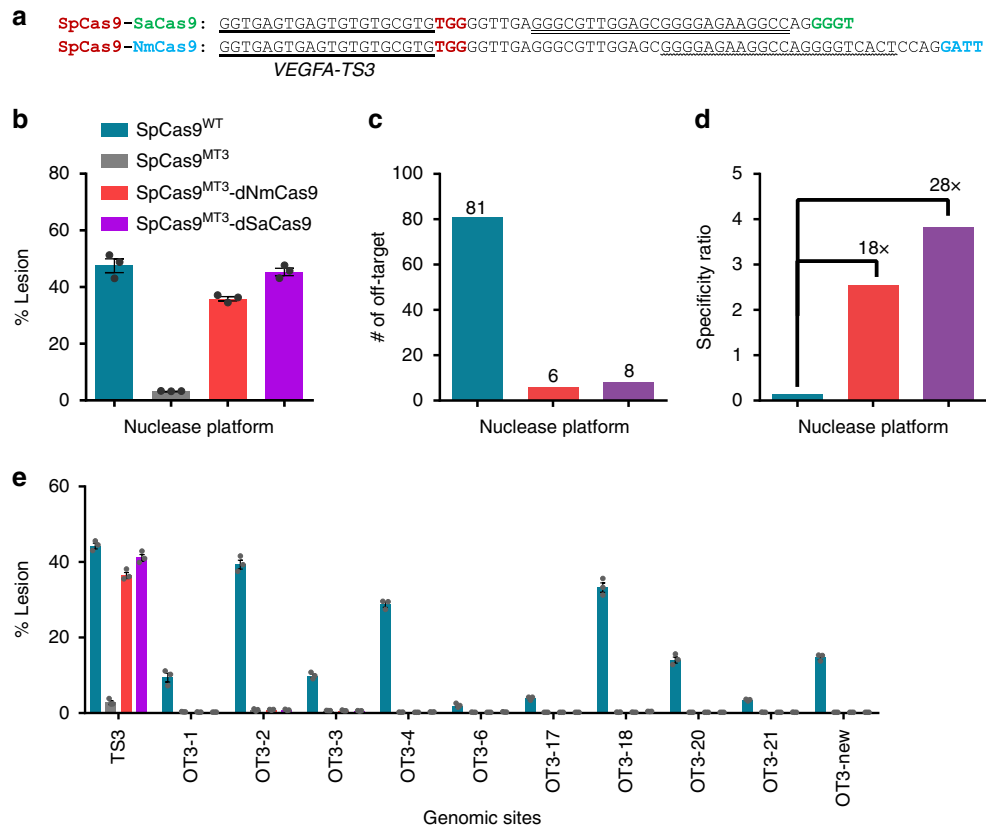 a
SpCas9-SaCas9: GGTGAGTGAGTGTGTGCGTGTGGGGTTGAGGGCGTTGGAGCGGGGAGAAGGCCAGGGGT
SpCas9-NmCas9: GGTGAGTGAGTGTGTGCGTGTGGGGTTGAGGGCGTTGGAGCGGGGAGAAGGCCAGGGGTCACTCCAGGATT
VEGFA-TS3
b
SpCas9WT
SpCas9MT3
SpCas9MT3-dNmCas9
SpCas9MT3-dSaCas9
% Lesion
80
60
40
20
0
Nuclease platform
c
# of off-target
100
80
60
40
20
0
81
6
8
Nuclease platform
d
Specificity ratio
5
4
3
2
1
0
18×
28×
Nuclease platform
e
% Lesion
60
40
20
0
TS3
OT3-1
OT3-2
OT3-3
OT3-4
OT3-6
OT3-17
OT3-18
OT3-20
OT3-21
OT3-new
Genomic sites